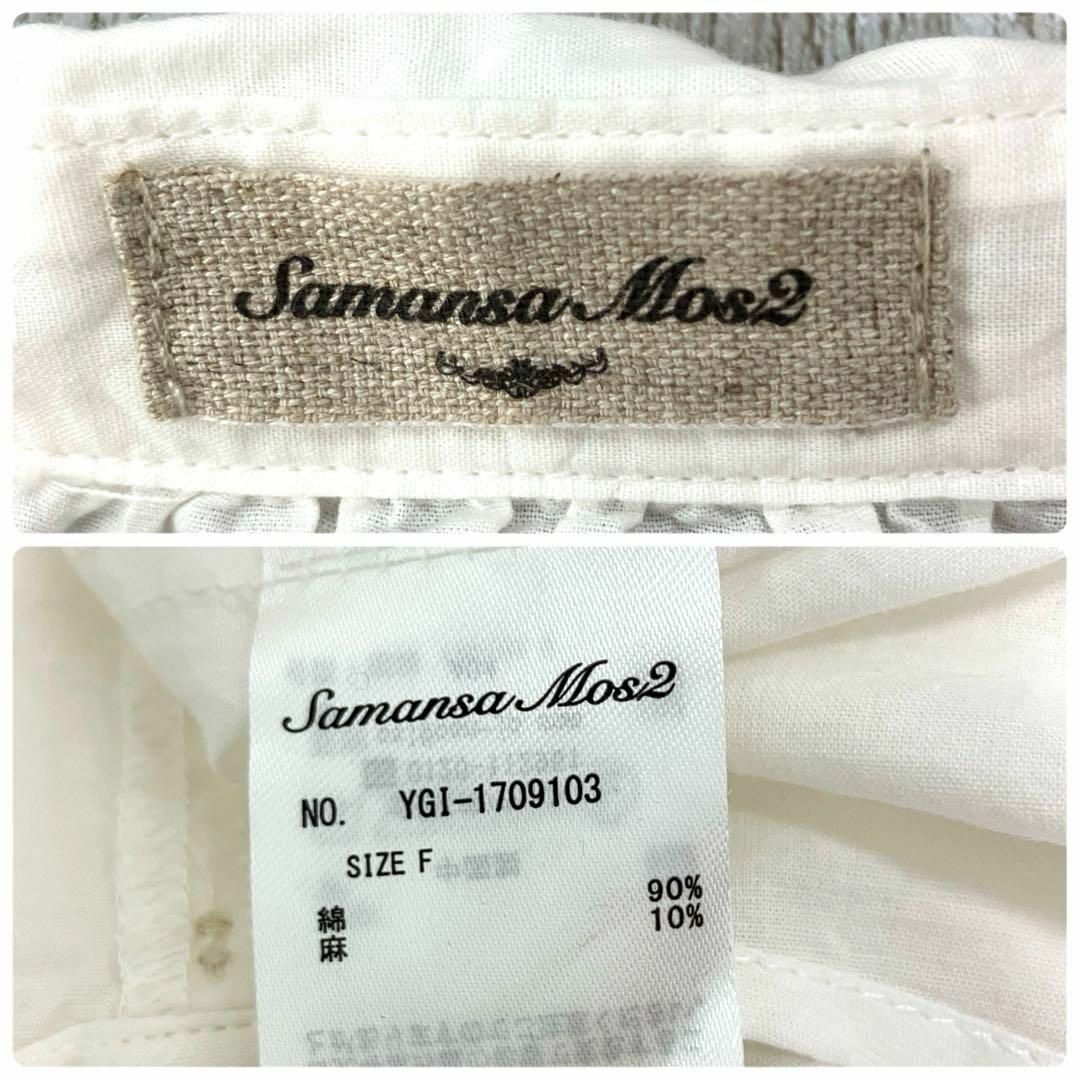 Samansa Mos2
Samansa Mos2
NO. YGI-1709103
SIZE F
綿 90%
麻 10%